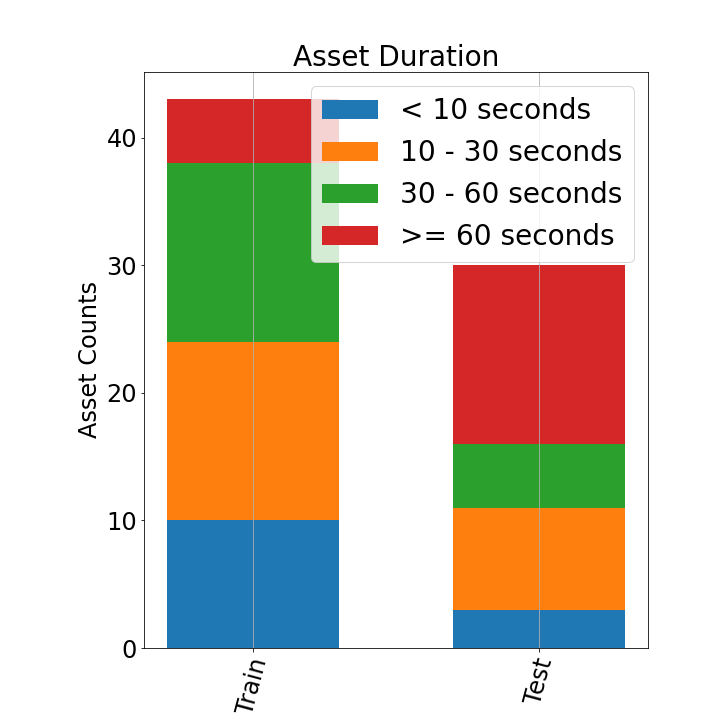 Asset Duration
< 10 seconds
10 - 30 seconds
30 - 60 seconds
>= 60 seconds
Asset Counts
40
30
20
10
0
Train
Test